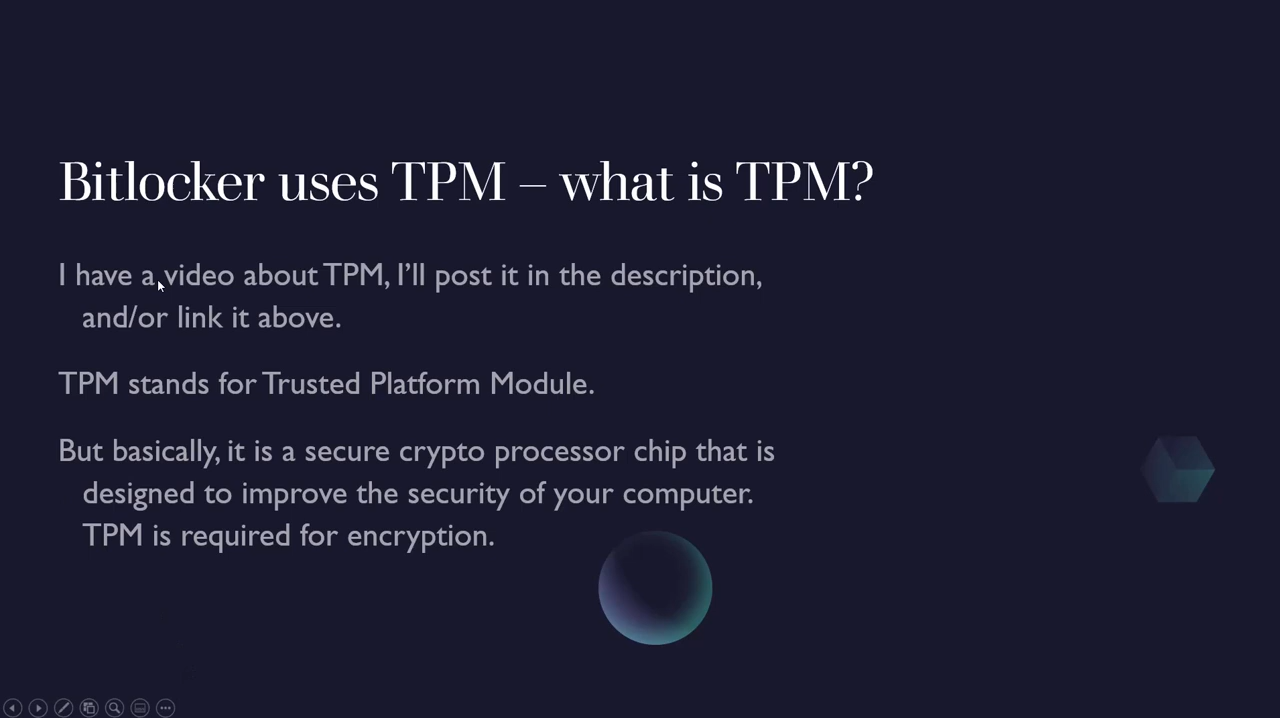 Bitlocker uses TPM – what is TPM?
I have a video about TPM, I’ll post it in the description,
and/or link it above.
TPM stands for Trusted Platform Module.
But basically, it is a secure crypto processor chip that is
designed to improve the security of your computer.
TPM is required for encryption.